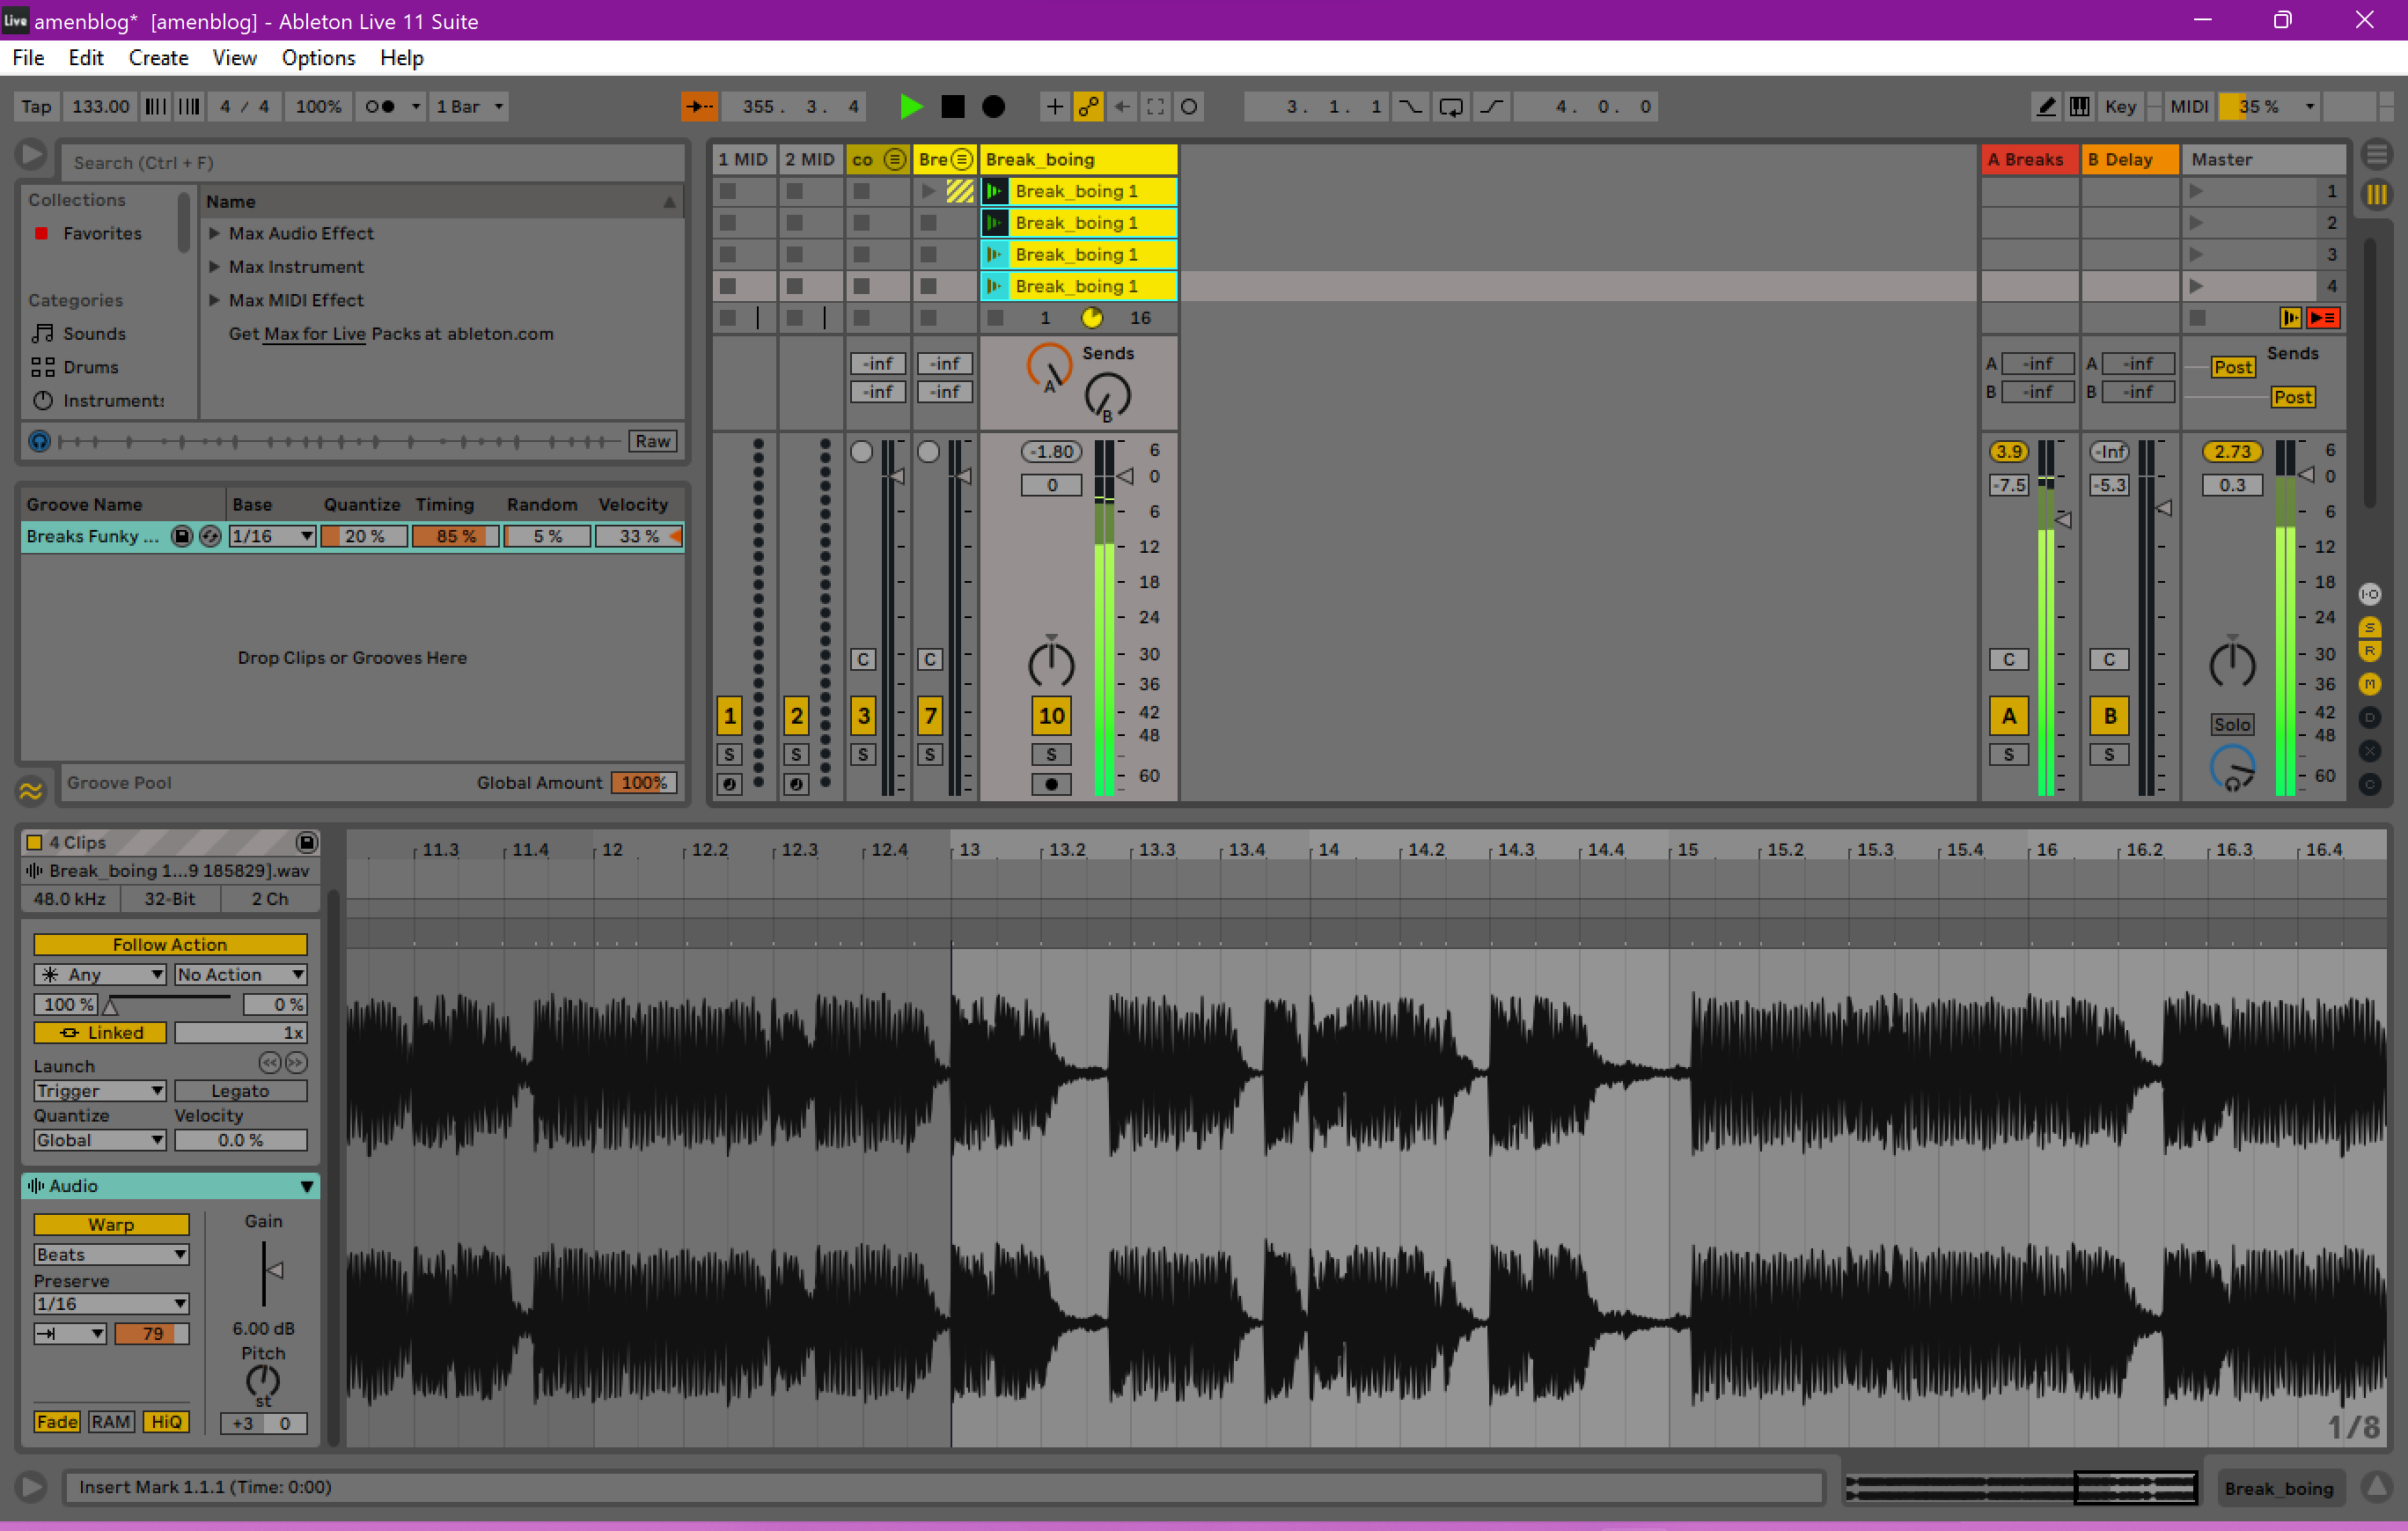 Live amenblog* [amenblog] - Ableton Live 11 Suite
File Edit Create View Options Help
Tap 133.00 4 / 4 100% 1 Bar 355. 3. 4 3. 1. 1 4. 0. 0 Key MIDI 35 %
Search (Ctrl + F)
Collections
Favorites
Categories
Sounds
Drums
Instruments
Name
Max Audio Effect
Max Instrument
Max MIDI Effect
Get Max for Live Packs at ableton.com
Raw
Groove Name Base Quantize Timing Random Velocity
Breaks Funky ... 1/16 20 % 85 % 5 % 33 %
Drop Clips or Grooves Here
Groove Pool Global Amount 100%
1 MID 2 MID co Bre Break_boing A Breaks B Delay Master
Break_boing 1 1
Break_boing 1 2
Break_boing 1 3
Break_boing 1 4
1 16
Sends Sends
-inf -inf A A -inf A -inf Post
-inf -inf B B -inf B -inf Post
-1.80 6 3.9 -Inf 2.73 6
0 0 -7.5 -5.3 0.3 0
6 6
12 12
18 18
24 24
C C 30 C C 30
36 36
1 2 3 7 10 42 A B Solo 42
48 48
S S S S S S S
60 60
I-O
S
R
M
D
X
C
4 Clips
Break_boing 1...9 185829].wav
48.0 kHz 32-Bit 2 Ch
Follow Action
Any No Action
100 % 0 %
Linked 1x
Launch
Trigger Legato
Quantize Velocity
Global 0.0 %
Audio
Warp Gain
Beats
Preserve
1/16
79 6.00 dB
Pitch
st
Fade RAM HiQ +3 0
11.3 11.4 12 12.2 12.3 12.4 13 13.2 13.3 13.4 14 14.2 14.3 14.4 15 15.2 15.3 15.4 16 16.2 16.3 16.4
1/8
Insert Mark 1.1.1 (Time: 0:00) Break_boing